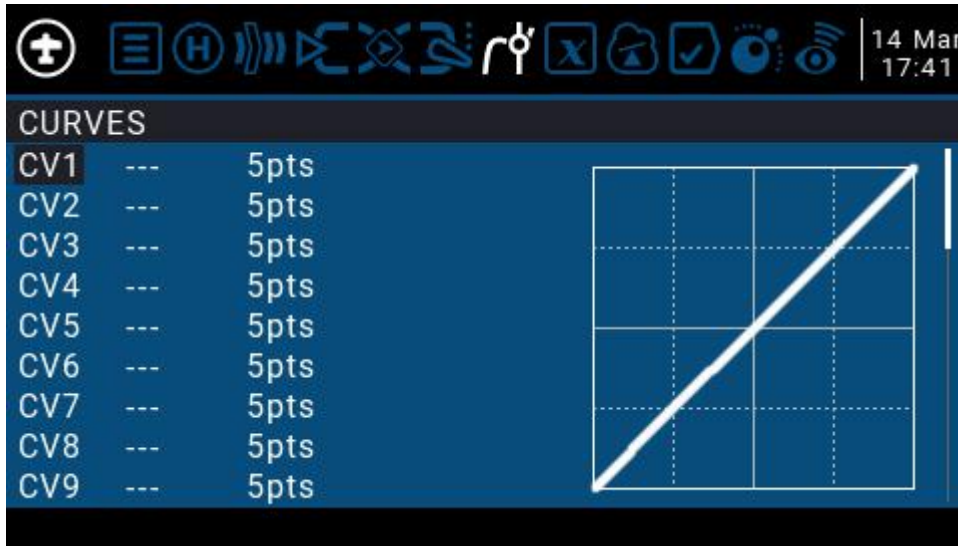 H
x
14 Mar
17:41
CURVES
CV1 --- 5pts
CV2 --- 5pts
CV3 --- 5pts
CV4 --- 5pts
CV5 --- 5pts
CV6 --- 5pts
CV7 --- 5pts
CV8 --- 5pts
CV9 --- 5pts